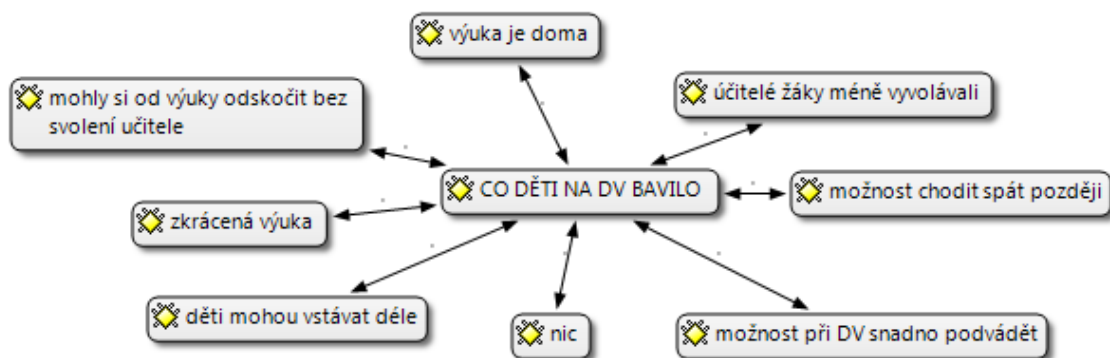 výuka je doma
mohly si od výuky odskočit bez
svolení učitele
účitelé žáky méně vyvolávali
CO DĚTI NA DV BAVILO
možnost chodit spát později
zkrácená výuka
děti mohou vstávat déle
nic
možnost při DV snadno podvádět